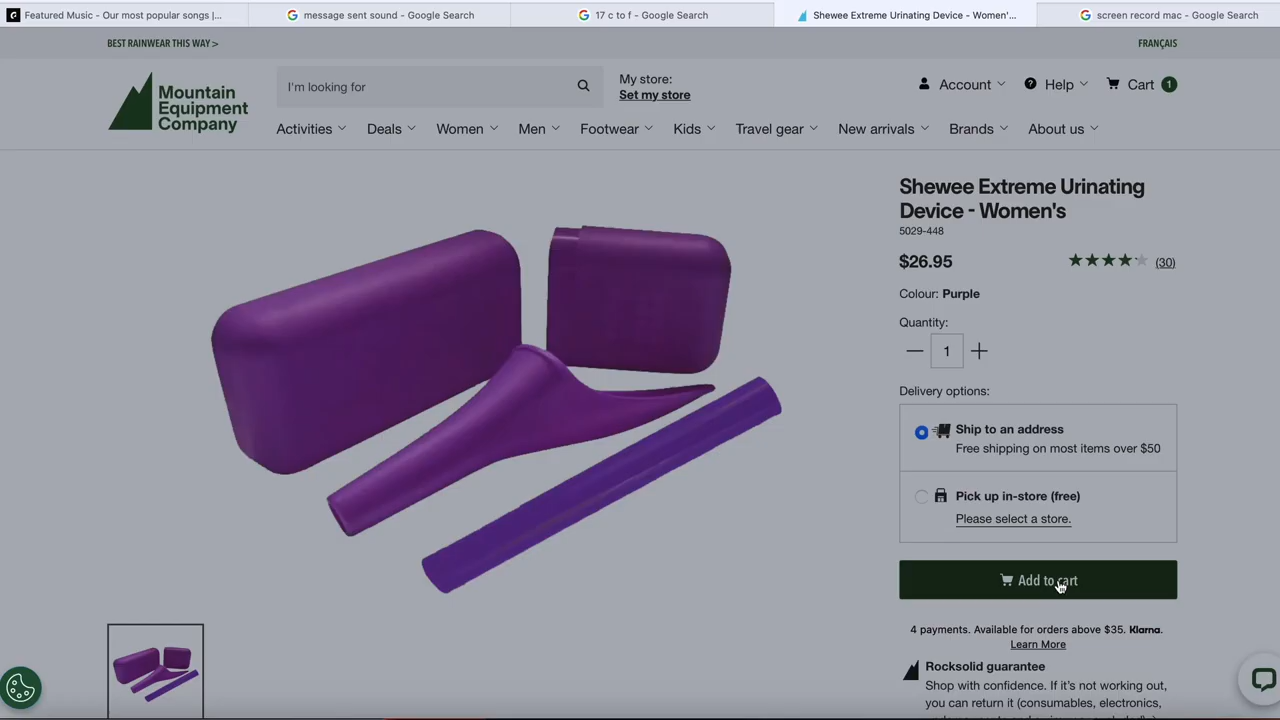 Featured Music - Our most popular songs |...
message sent sound - Google Search
17 c to f - Google Search
Shewee Extreme Urinating Device - Women'...
screen record mac - Google Search
BEST RAINWEAR THIS WAY >
FRANÇAIS
Mountain
Equipment
Company
I'm looking for
My store:
Set my store
Account
Help
Cart 1
Activities
Deals
Women
Men
Footwear
Kids
Travel gear
New arrivals
Brands
About us
Shewee Extreme Urinating
Device - Women's
5029-448
$26.95
(30)
Colour: Purple
Quantity:
1
Delivery options:
Ship to an address
Free shipping on most items over $50
Pick up in-store (free)
Please select a store.
Add to cart
4 payments. Available for orders above $35. Klarna.
Learn More
Rocksolid guarantee
Shop with confidence. If it's not working out,
you can return it (consumables, electronics,